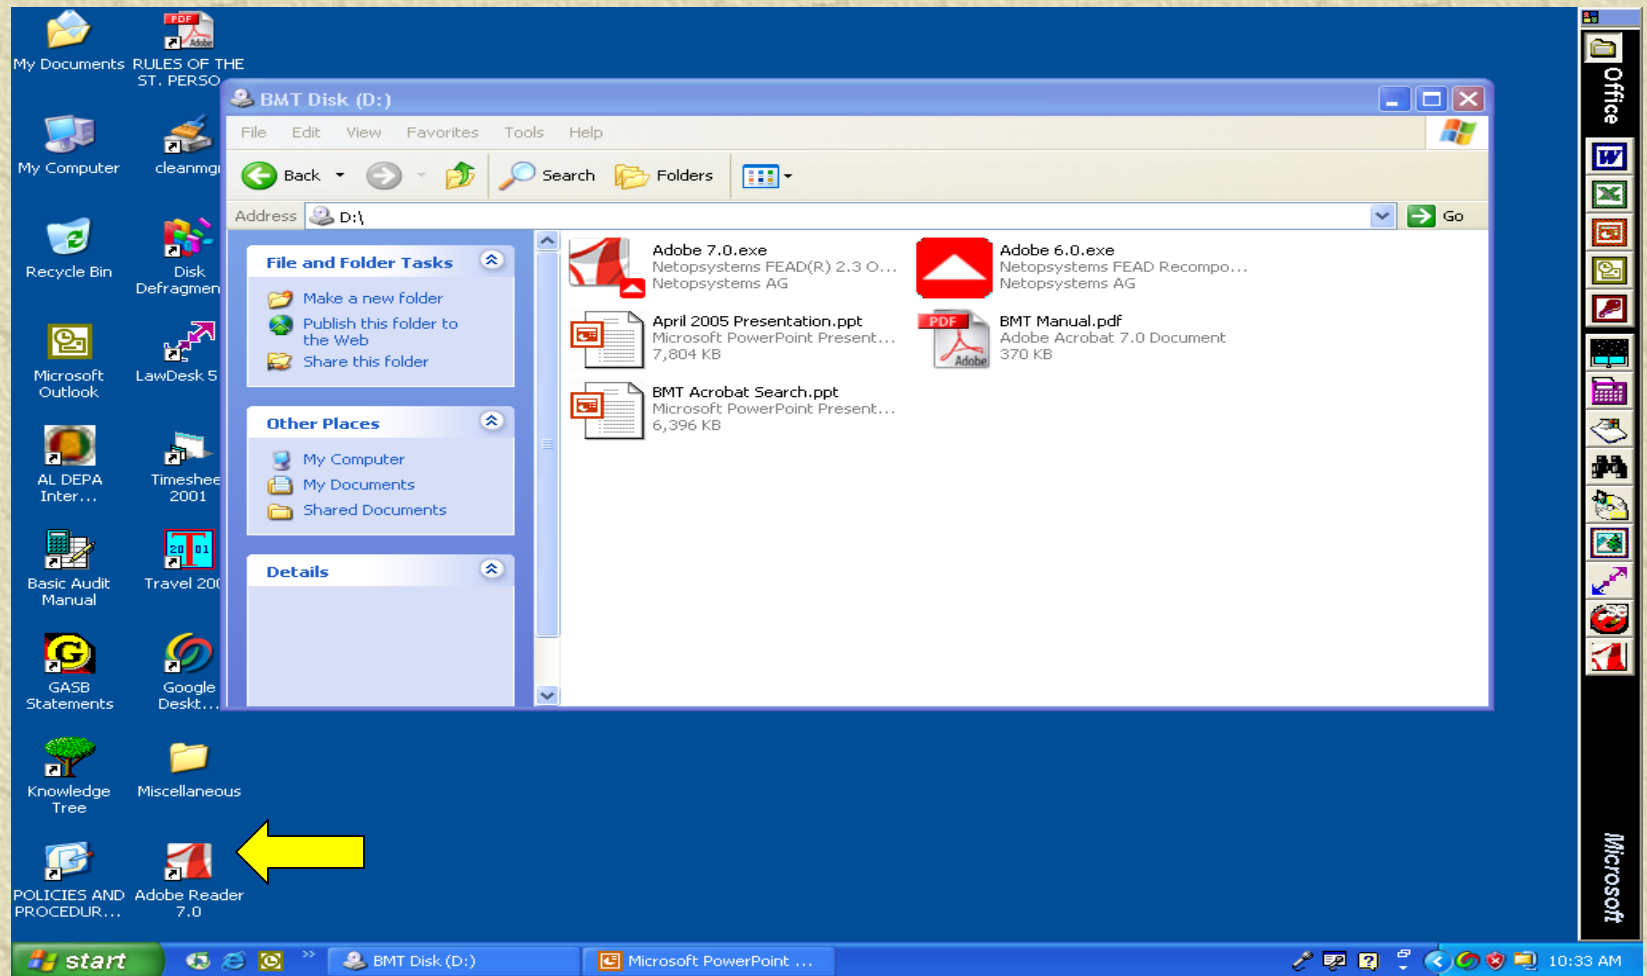 My Documents
RULES OF THE
ST. PERSO
My Computer
cleanmgr
Recycle Bin
Disk
Defragmen
Microsoft
Outlook
LawDesk 5
AL DEPA
Inter...
Timeshee
2001
Basic Audit
Manual
Travel 200
GASB
Statements
Google
Deskt...
Knowledge
Tree
Miscellaneous
POLICIES AND
PROCEDUR...
Adobe Reader
7.0
BMT Disk (D:)
File Edit View Favorites Tools Help
Back Search Folders
Address D:\ Go
File and Folder Tasks
Make a new folder
Publish this folder to
the Web
Share this folder
Other Places
My Computer
My Documents
Shared Documents
Details
Adobe 7.0.exe
Netopsystems FEAD(R) 2.3 O...
Netopsystems AG
Adobe 6.0.exe
Netopsystems FEAD Recompo...
Netopsystems AG
April 2005 Presentation.ppt
Microsoft PowerPoint Present...
7,804 KB
PDF
Adobe
BMT Manual.pdf
Adobe Acrobat 7.0 Document
370 KB
BMT Acrobat Search.ppt
Microsoft PowerPoint Present...
6,396 KB
Office
Microsoft
start
BMT Disk (D:)
Microsoft PowerPoint ...
10:33 AM